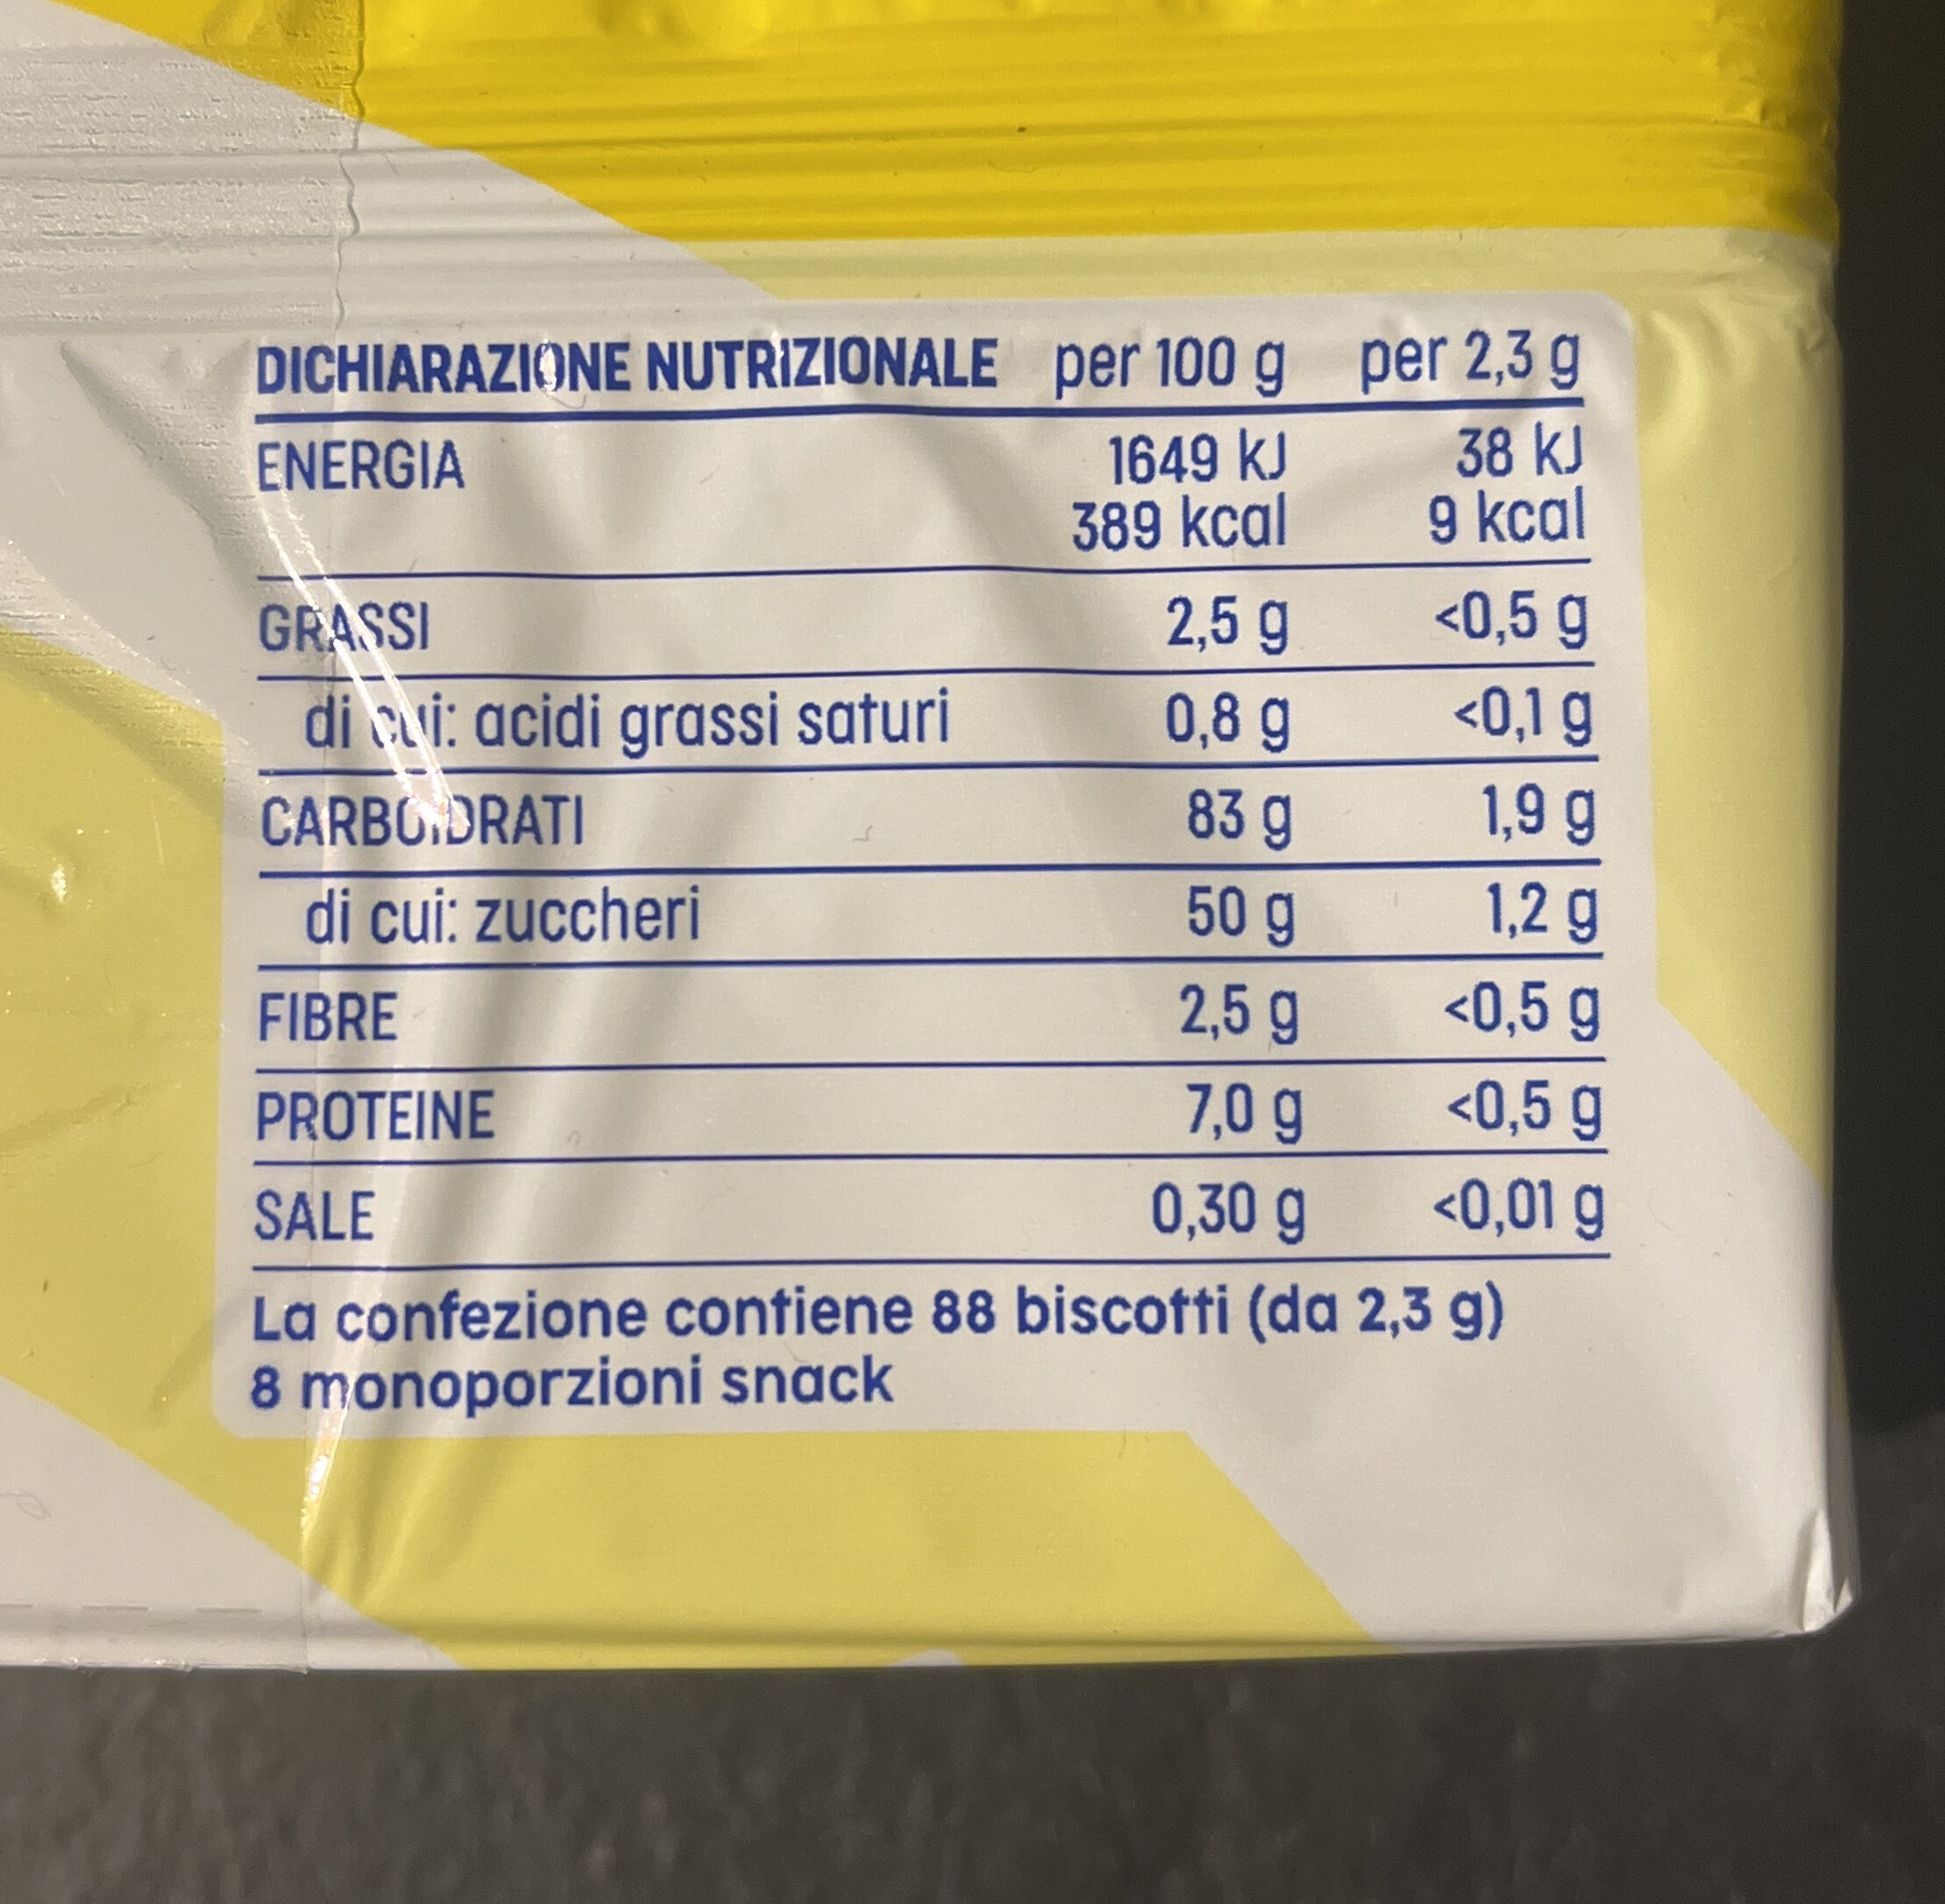 DICHIARAZIONE NUTRIZIONALE per 100 g per 2,3 g
ENERGIA 1649 kJ 38 kJ
389 kcal 9 kcal
GRASSI 2,5 g <0,5 g
di cui: acidi grassi saturi 0,8 g <0,1 g
CARBOIDRATI 83 g 1,9 g
di cui: zuccheri 50 g 1,2 g
FIBRE 2,5 g <0,5 g
PROTEINE 7,0 g <0,5 g
SALE 0,30 g <0,01 g
La confezione contiene 88 biscotti (da 2,3 g)
8 monoporzioni snack